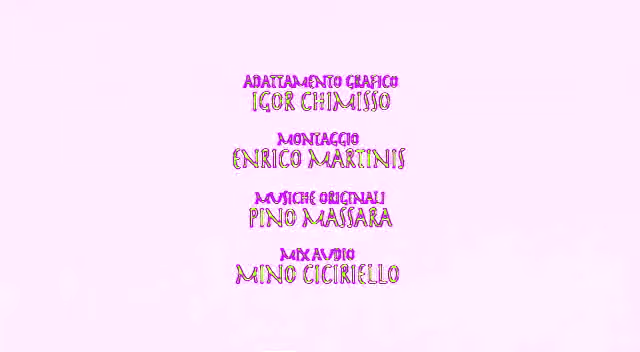 ADATTAMENTO GRAFICO
IGOR CHIMISSO
MONTAGGIO
ENRICO MARTINIS
MUSICHE ORIGINALI
PINO MASSARA
MIX AUDIO
MINO CICIRIELLO